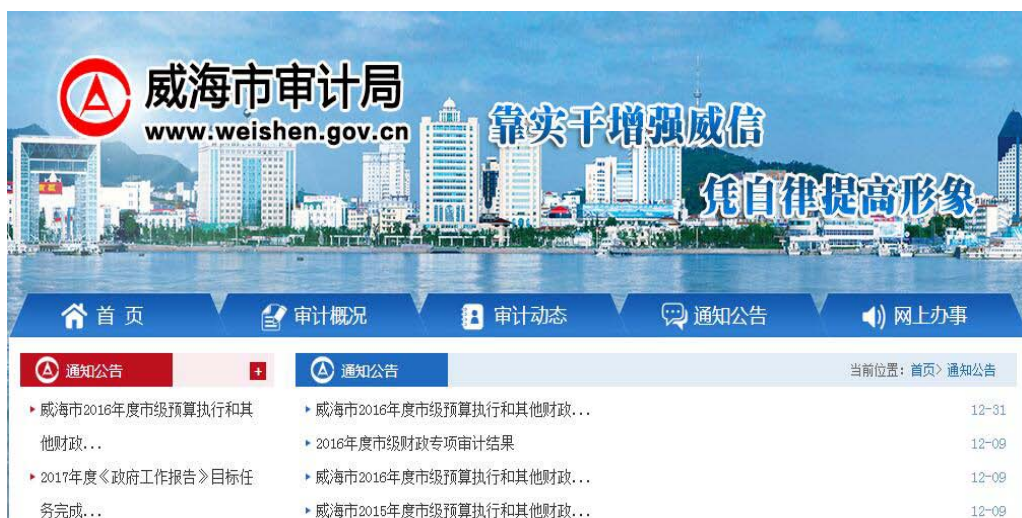 威海市审计局
www.weishen.gov.cn
靠实干增强威信
凭自律提高形象
首 页
审计概况
审计动态
通知公告
网上办事
通知公告
+
威海市2016年度市级预算执行和其
他财政...
2017年度《政府工作报告》目标任
务完成...
通知公告
当前位置：首页> 通知公告
威海市2016年度市级预算执行和其他财政... 12-31
2016年度市级财政专项审计结果 12-09
威海市2016年度市级预算执行和其他财政... 12-09
威海市2015年度市级预算执行和其他财政... 12-09